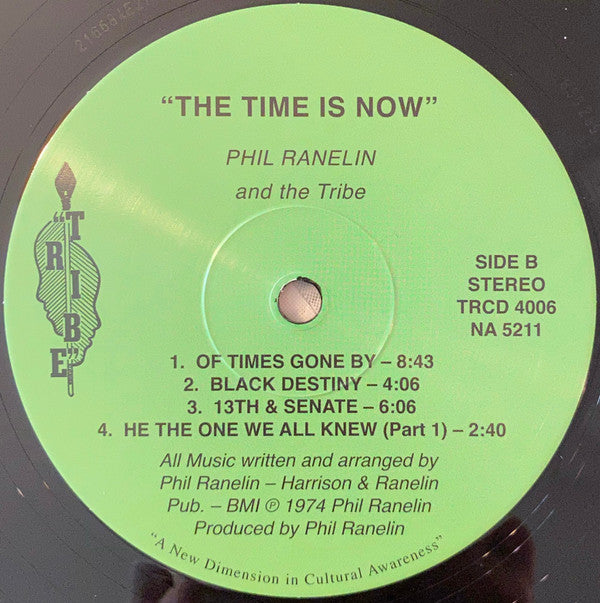 "THE TIME IS NOW"
PHIL RANELIN
and the Tribe
"TRIBE"
SIDE B
STEREO
TRCD 4006
NA 5211
1. OF TIMES GONE BY – 8:43
2. BLACK DESTINY – 4:06
3. 13TH & SENATE – 6:06
4. HE THE ONE WE ALL KNEW (Part 1) – 2:40
All Music written and arranged by
Phil Ranelin – Harrison & Ranelin
Pub. – BMI ℗ 1974 Phil Ranelin
Produced by Phil Ranelin
"A New Dimension in Cultural Awareness"